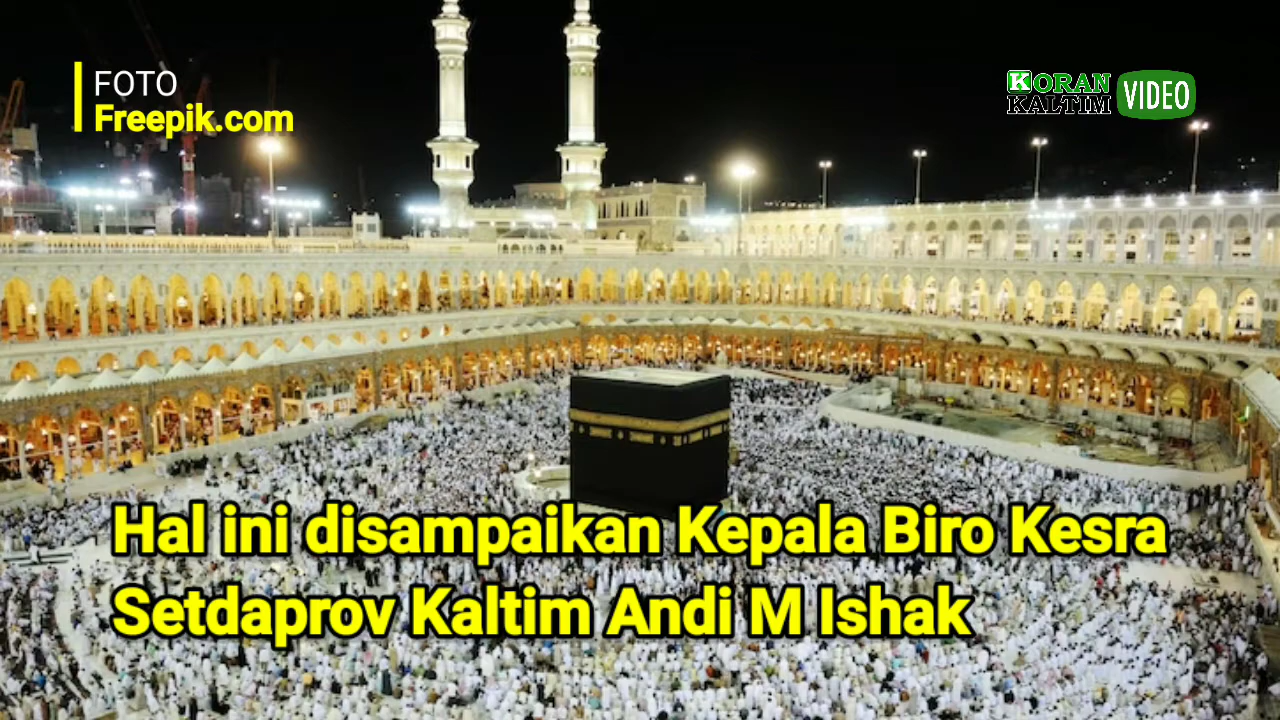 FOTO
Freepik.com
KORAN
KALTIM
VIDEO
Hal ini disampaikan Kepala Biro Kesra
Setdaprov Kaltim Andi M Ishak